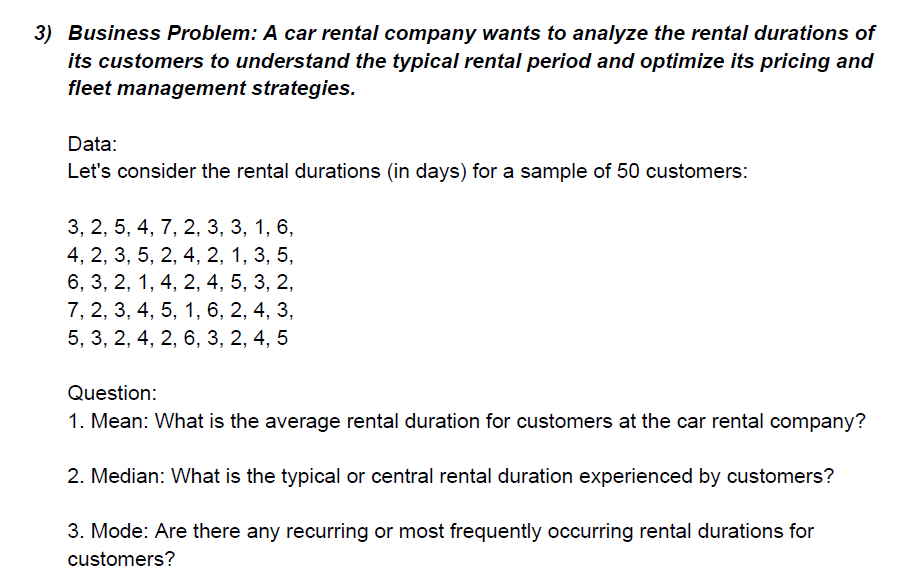 3) Business Problem: A car rental company wants to analyze the rental durations of
its customers to understand the typical rental period and optimize its pricing and
fleet management strategies.
Data:
Let's consider the rental durations (in days) for a sample of 50 customers:
3, 2, 5, 4, 7, 2, 3, 3, 1, 6,
4, 2, 3, 5, 2, 4, 2, 1, 3, 5,
6, 3, 2, 1, 4, 2, 4, 5, 3, 2,
7, 2, 3, 4, 5, 1, 6, 2, 4, 3,
5, 3, 2, 4, 2, 6, 3, 2, 4, 5
Question:
1. Mean: What is the average rental duration for customers at the car rental company?
2. Median: What is the typical or central rental duration experienced by customers?
3. Mode: Are there any recurring or most frequently occurring rental durations for
customers?